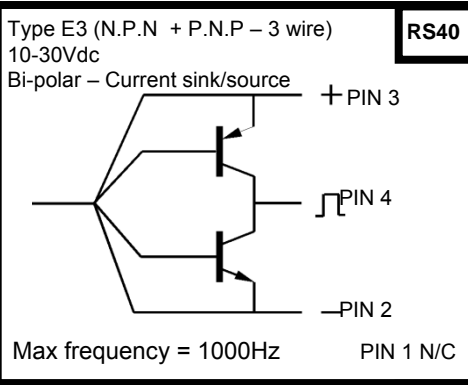 Type E3 (N.P.N + P.N.P – 3 wire)
RS40
10-30Vdc
Bi-polar – Current sink/source
+ PIN 3
PIN 4
–PIN 2
Max frequency = 1000Hz
PIN 1 N/C